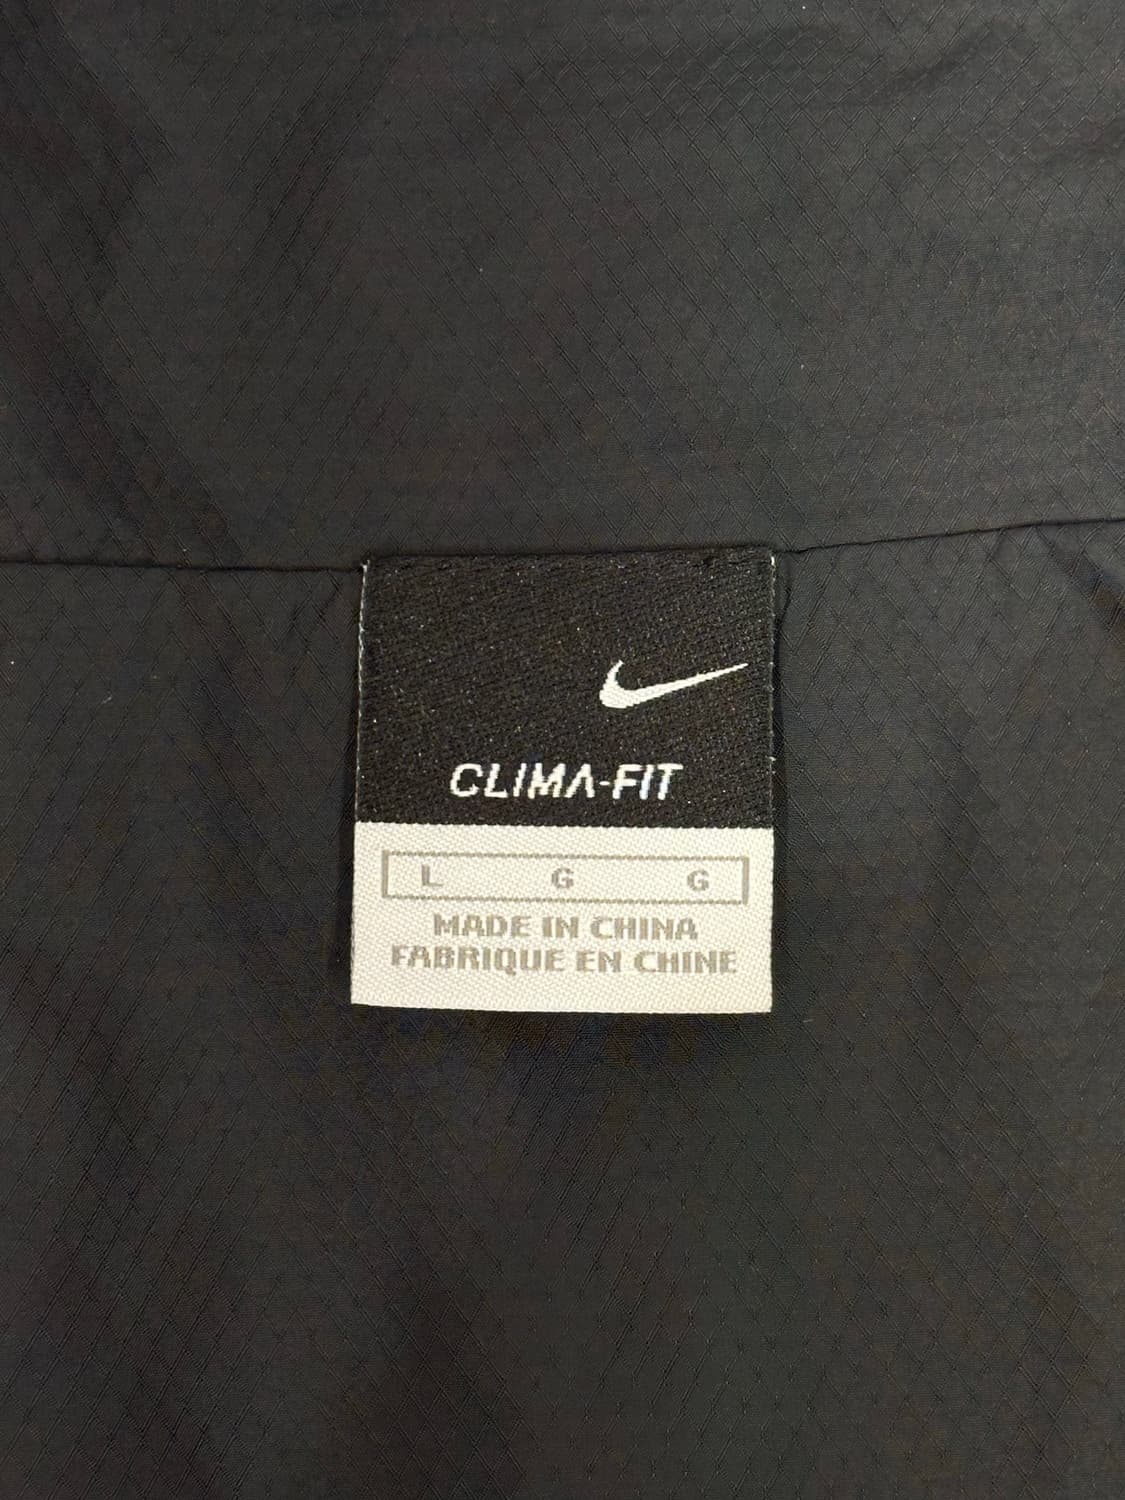 CLIMA-FIT
L G G
MADE IN CHINA
FABRIQUE EN CHINE